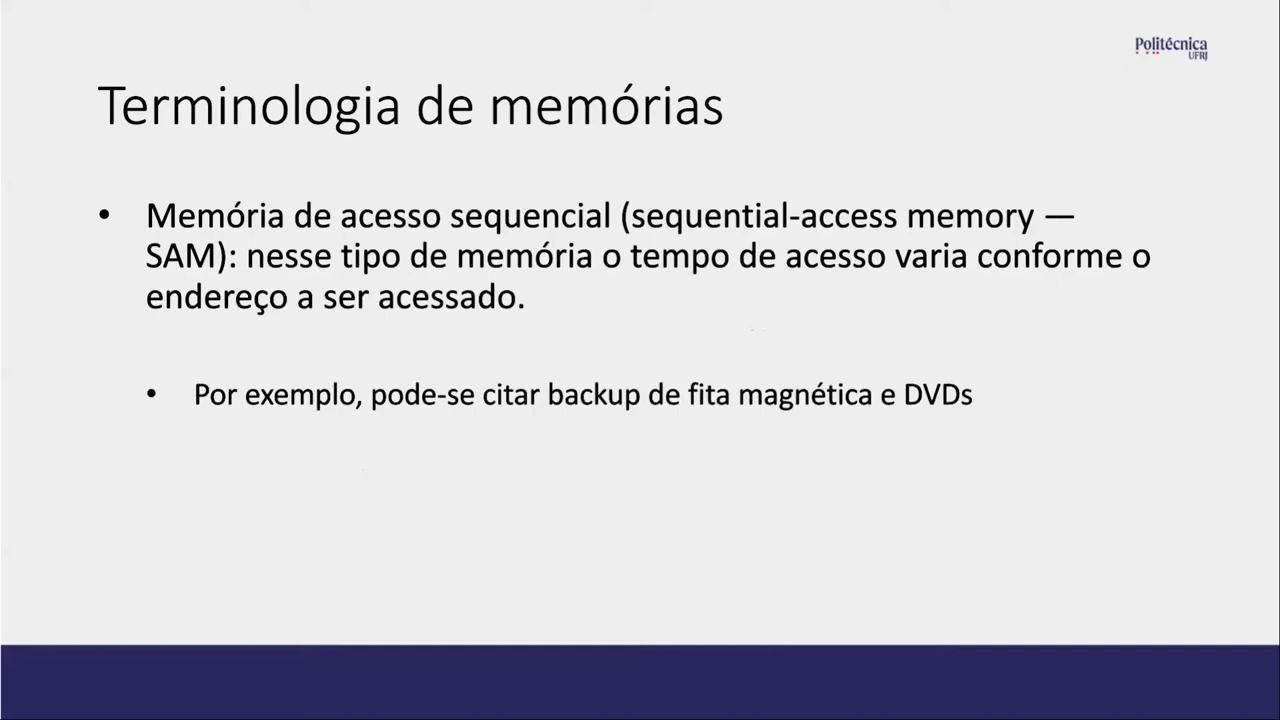 Politécnica
UFRJ
Terminologia de memórias
• Memória de acesso sequencial (sequential-access memory —
SAM): nesse tipo de memória o tempo de acesso varia conforme o
endereço a ser acessado.
• Por exemplo, pode-se citar backup de fita magnética e DVDs